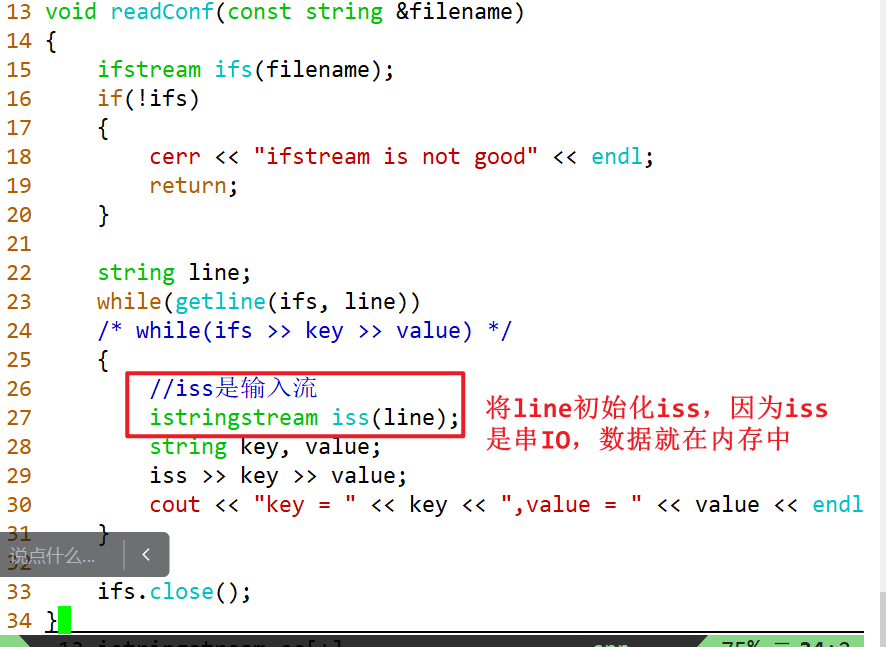 13 void readConf(const string &filename)
14 {
15     ifstream ifs(filename);
16     if(!ifs)
17     {
18         cerr << "ifstream is not good" << endl;
19         return;
20     }
21
22     string line;
23     while(getline(ifs, line))
24     /* while(ifs >> key >> value) */
25     {
26         //iss是输入流
27         istringstream iss(line);
将line初始化iss，因为iss
是串IO，数据就在内存中
28         string key, value;
29         iss >> key >> value;
30         cout << "key = " << key << ",value = " << value << endl
31     }
说点什么...
32
33     ifs.close();
34 }